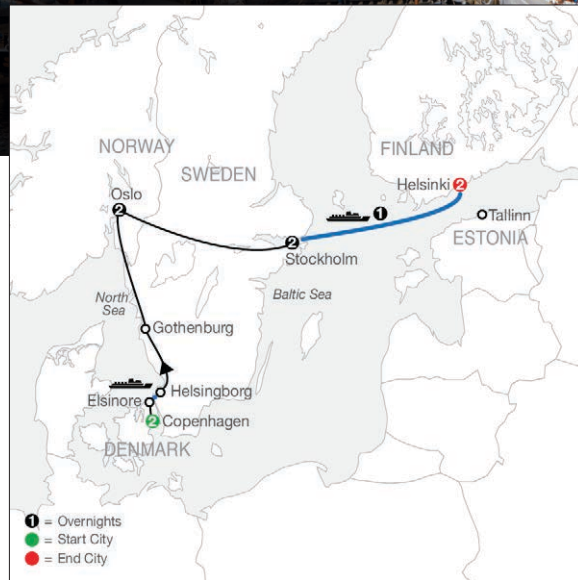 NORWAY
FINLAND
SWEDEN
Helsinki 2
Oslo
2
1
Tallinn
ESTONIA
2
Stockholm
North
Sea
Baltic Sea
Gothenburg
Helsingborg
Elsinore
2 Copenhagen
DENMARK
1 = Overnights
= Start City
= End City